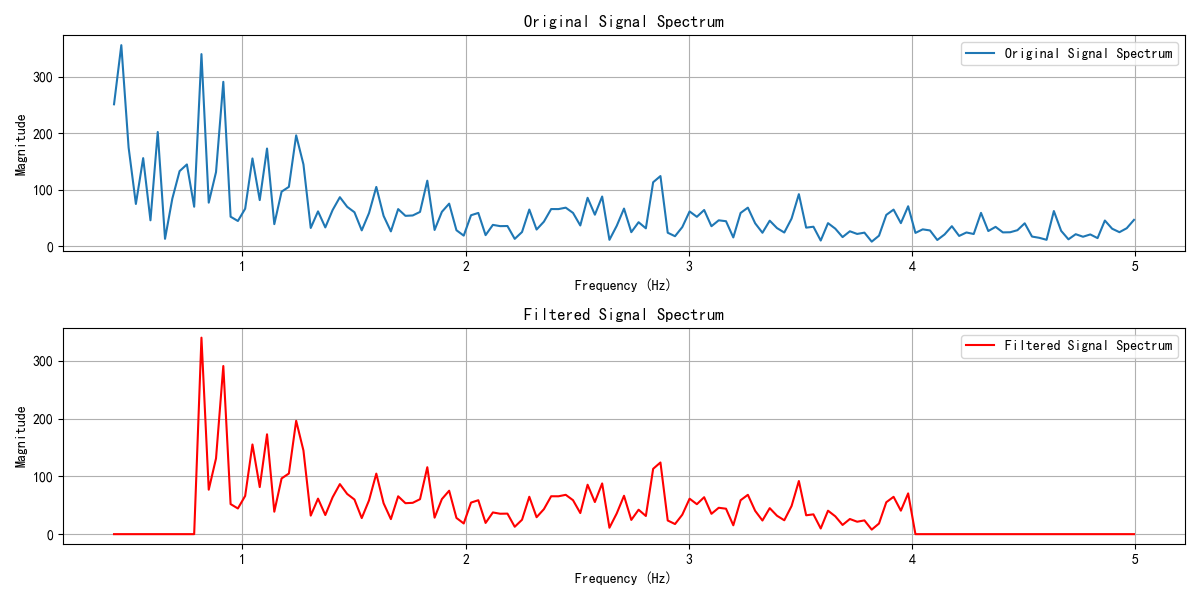 Original Signal Spectrum
Original Signal Spectrum
Magnitude
300
200
100
0
1 2 3 4 5
Frequency (Hz)
Filtered Signal Spectrum
Filtered Signal Spectrum
Magnitude
300
200
100
0
1 2 3 4 5
Frequency (Hz)